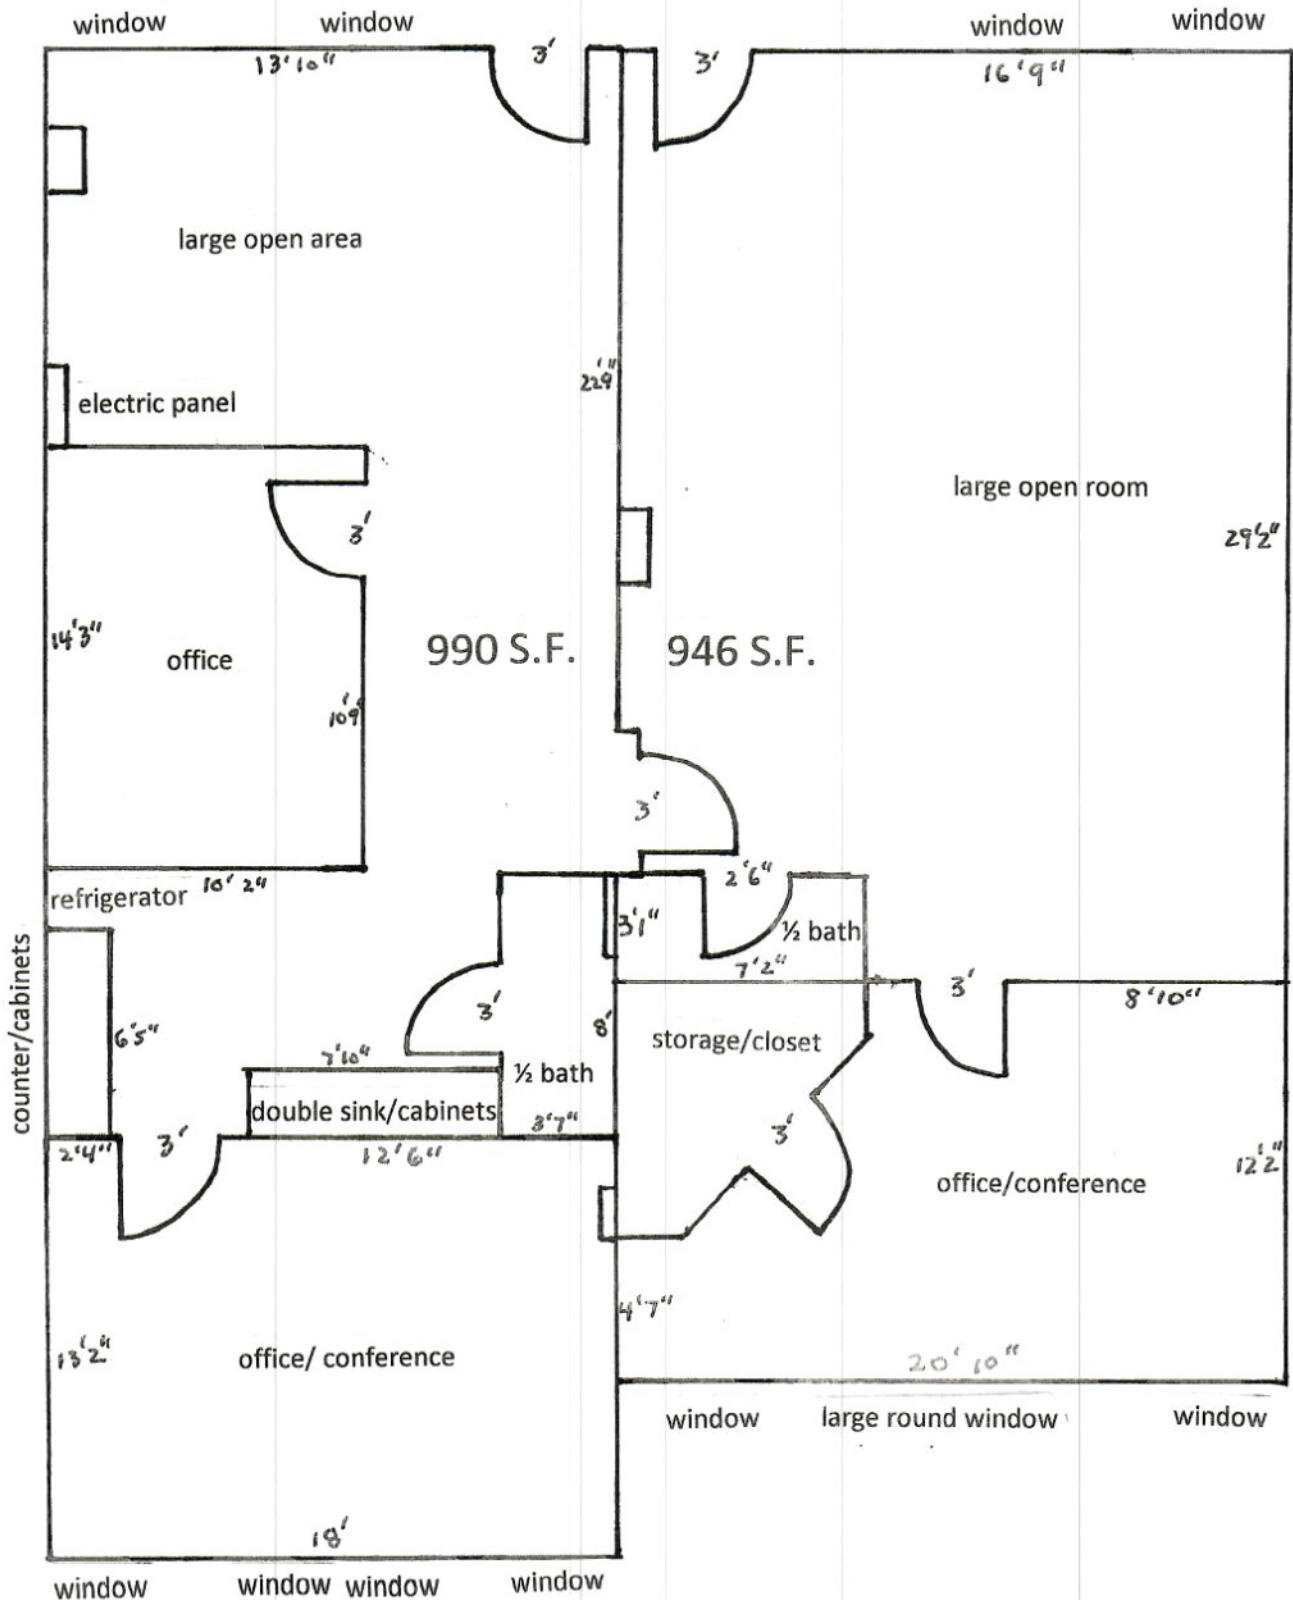 window
window
window
window
13'10"
3'
3'
16'9"
large open area
22'9"
electric panel
large open room
3'
29'2"
14'3"
office
990 S.F.
946 S.F.
10'9
3'
10'2"
refrigerator
2'6"
3'1"
½ bath
7'2"
counter/cabinets
6'5"
3'
8'
3'
8'10"
storage/closet
7'10"
½ bath
double sink/cabinets
3'7"
2'4"
3'
12'6"
3'
office/conference
12'2"
4'7"
13'2"
office/ conference
20'10"
window
large round window
window
18'
window
window
window
window